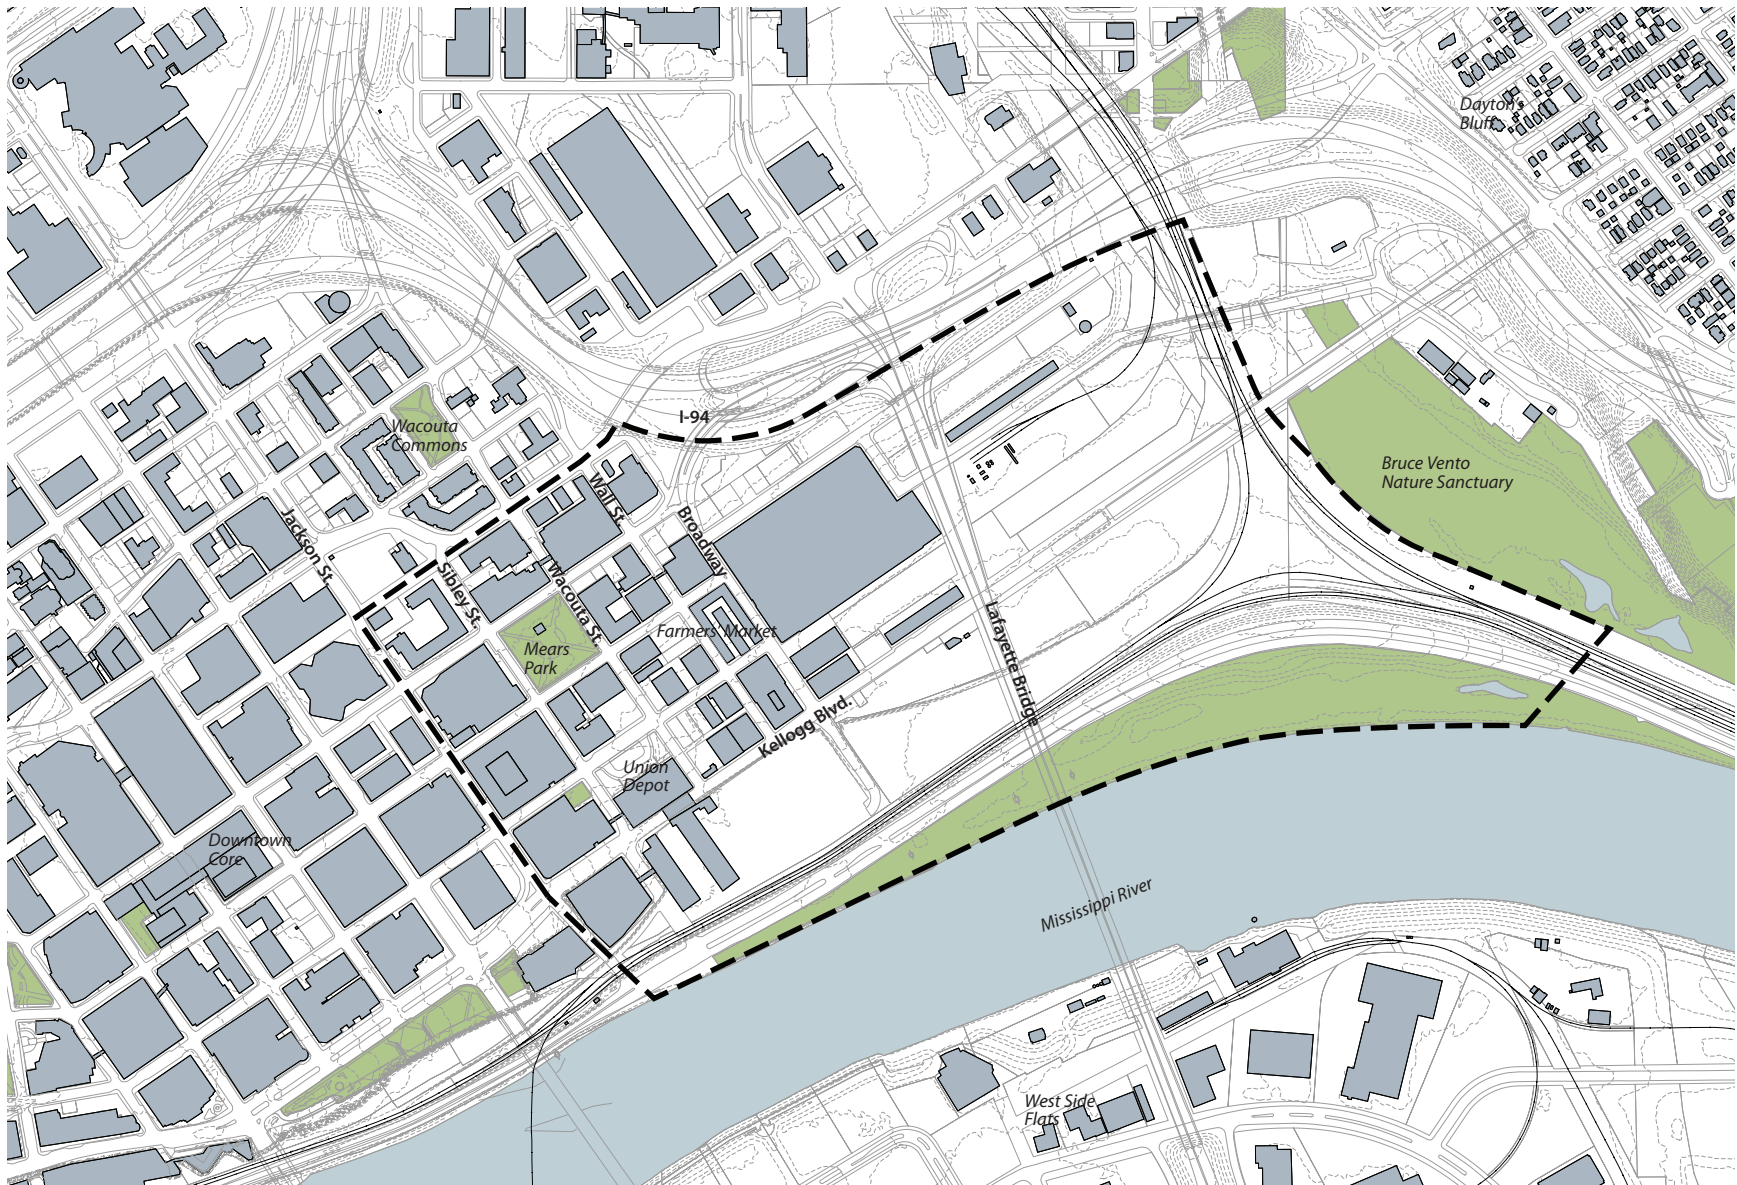 Dayton's
Bluff
I-94
Wacouta
Commons
Bruce Vento
Nature Sanctuary
Wall St.
Jackson St.
Broadway
Sibley St.
Wacouta St.
Lafayette Bridge
Farmers' Market
Mears
Park
Kellogg Blvd.
Union
Depot
Downtown
Core
Mississippi River
West Side
Flats